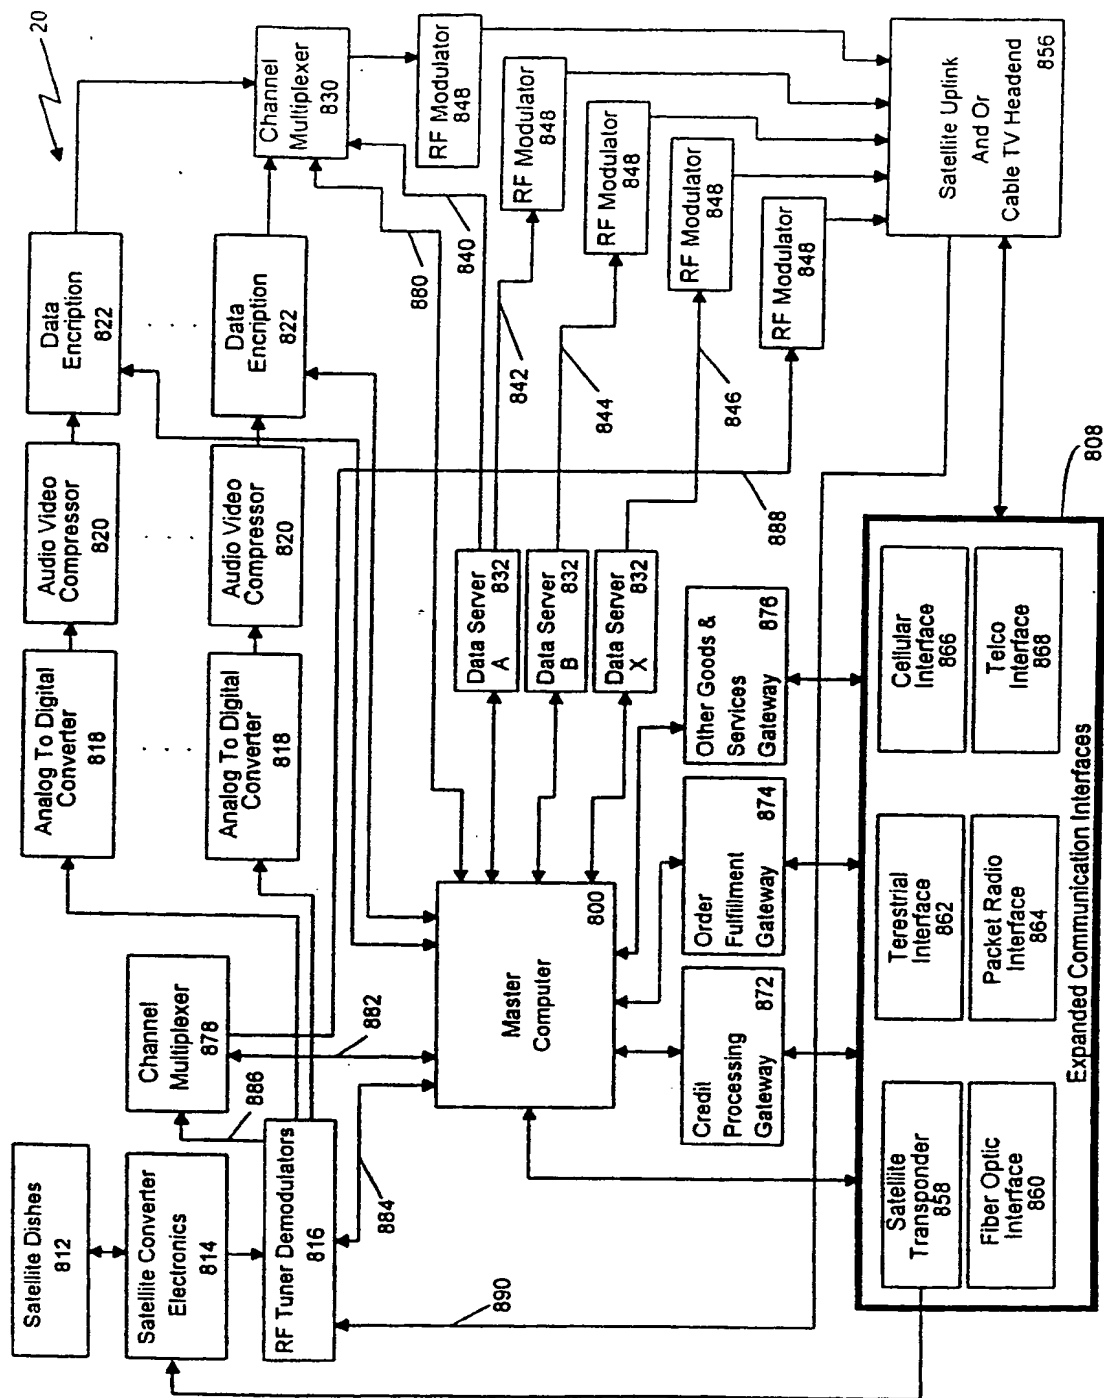 20
Satellite Dishes
812
Satellite Converter
Electronics
814
RF Tuner Demodulators
816
Channel
Multiplexer
878
886
882
884
890
Analog To Digital
Converter
818
Audio Video
Compressor
820
Data
Encription
822
. . . .
. . . .
. . . .
Analog To Digital
Converter
818
Audio Video
Compressor
820
Data
Encription
822
Channel
Multiplexer
830
RF Modulator
848
RF Modulator
848
RF Modulator
848
RF Modulator
848
RF Modulator
848
880
840
842
844
846
888
Master
Computer
800
Data Server
A 832
Data Server
B 832
Data Server
X 832
Credit
Processing
Gateway 872
Order
Fulfillment
Gateway 874
Other Goods &
Services
Gateway 876
Satellite Uplink
And Or
Cable TV Headend
856
808
Satellite
Transponder
858
Terestrial
Interface
862
Cellular
Interface
866
Fiber Optic
Interface
860
Packet Radio
Interface
864
Telco
Interface
868
Expanded Communication Interfaces